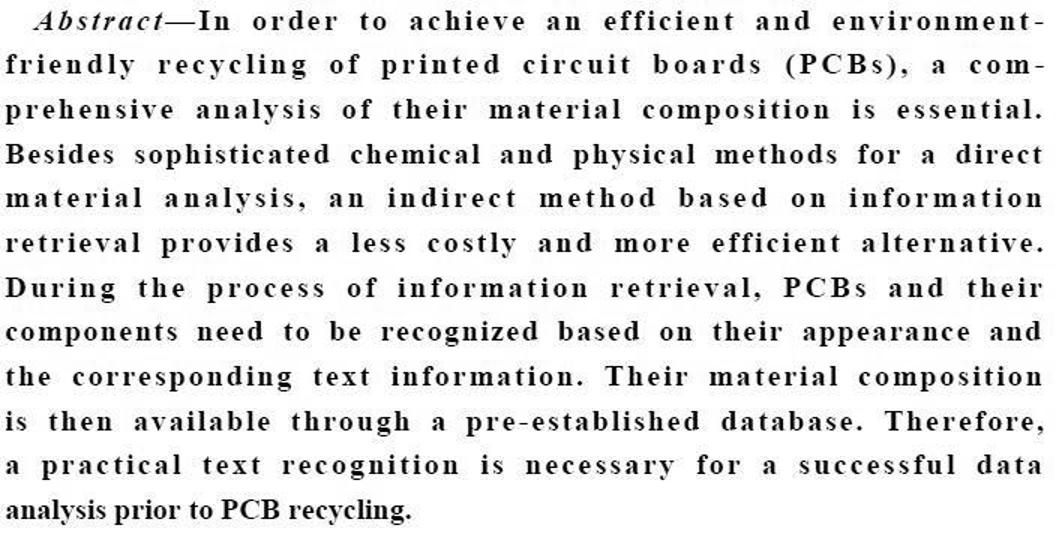 Abstract—In order to achieve an efficient and environment-
friendly recycling of printed circuit boards (PCBs), a com-
prehensive analysis of their material composition is essential.
Besides sophisticated chemical and physical methods for a direct
material analysis, an indirect method based on information
retrieval provides a less costly and more efficient alternative.
During the process of information retrieval, PCBs and their
components need to be recognized based on their appearance and
the corresponding text information. Their material composition
is then available through a pre-established database. Therefore,
a practical text recognition is necessary for a successful data
analysis prior to PCB recycling.